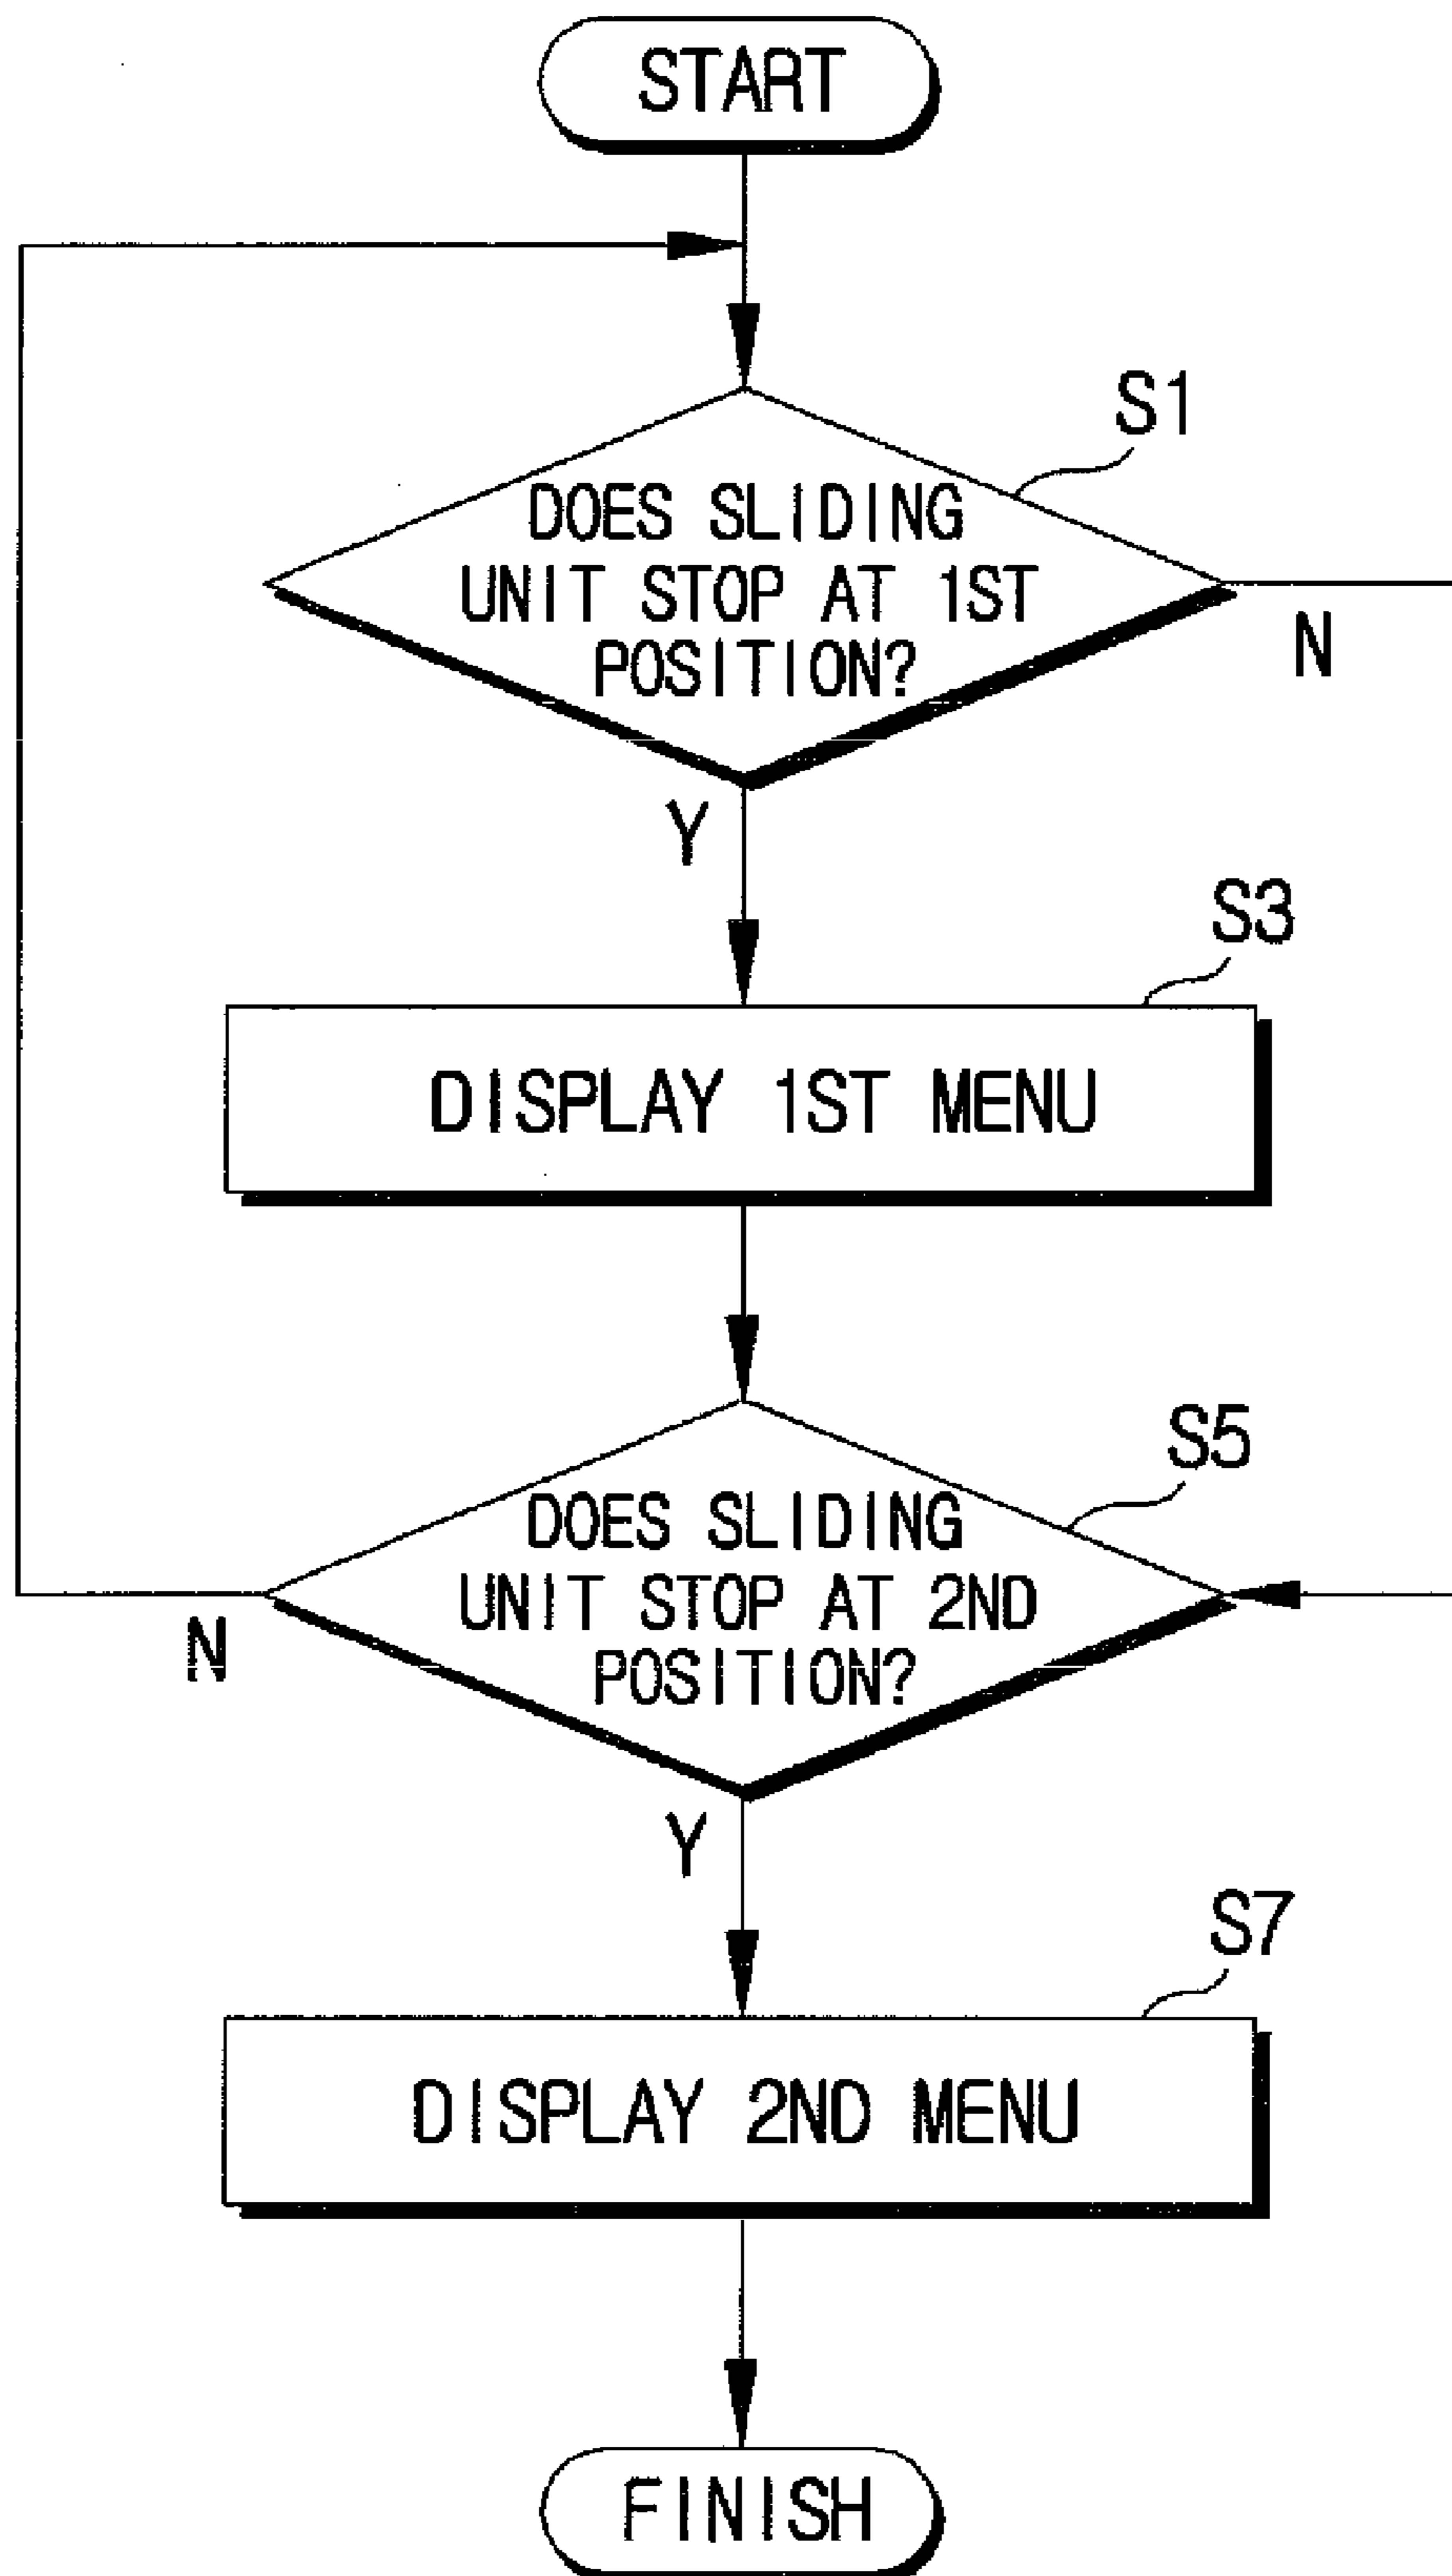 START
S1
DOES SLIDING
UNIT STOP AT 1ST
POSITION?
N
Y
S3
DISPLAY 1ST MENU
S5
DOES SLIDING
UNIT STOP AT 2ND
POSITION?
N
Y
S7
DISPLAY 2ND MENU
FINISH